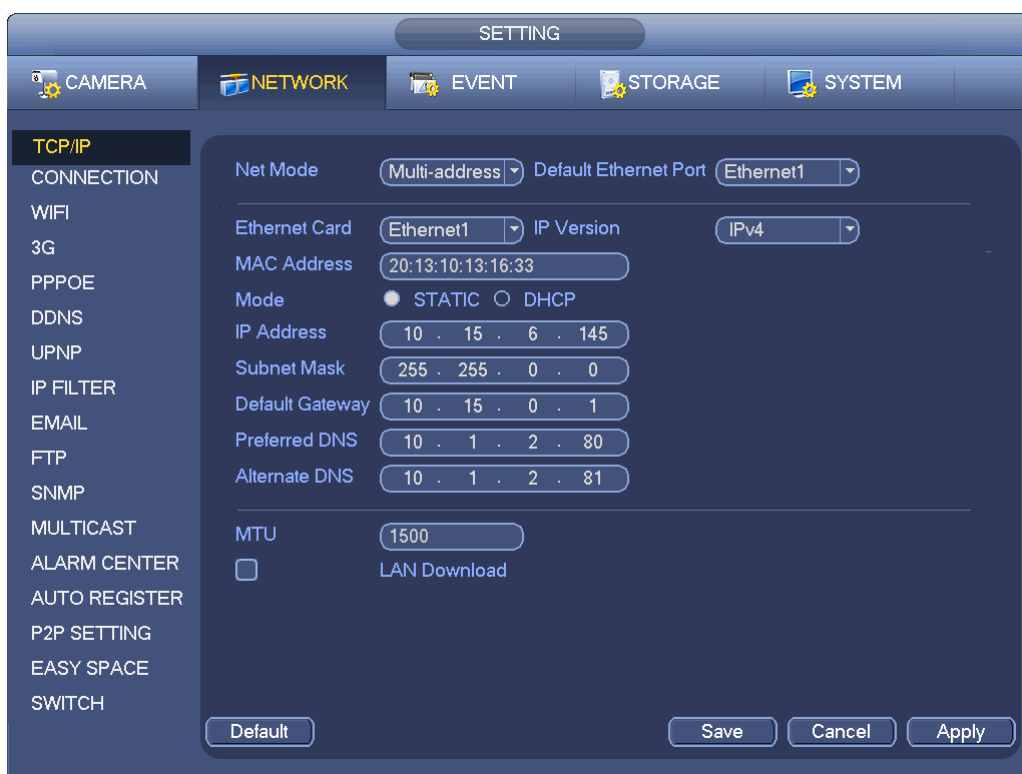 SETTING
CAMERA NETWORK EVENT STORAGE SYSTEM
TCP/IP
CONNECTION
WIFI
3G
PPPOE
DDNS
UPNP
IP FILTER
EMAIL
FTP
SNMP
MULTICAST
ALARM CENTER
AUTO REGISTER
P2P SETTING
EASY SPACE
SWITCH
Net Mode Multi-address Default Ethernet Port Ethernet1
Ethernet Card Ethernet1 IP Version IPv4
MAC Address 20:13:10:13:16:33
Mode STATIC DHCP
IP Address 10 . 15 . 6 . 145
Subnet Mask 255 . 255 . 0 . 0
Default Gateway 10 . 15 . 0 . 1
Preferred DNS 10 . 1 . 2 . 80
Alternate DNS 10 . 1 . 2 . 81
MTU 1500
LAN Download
Default Save Cancel Apply